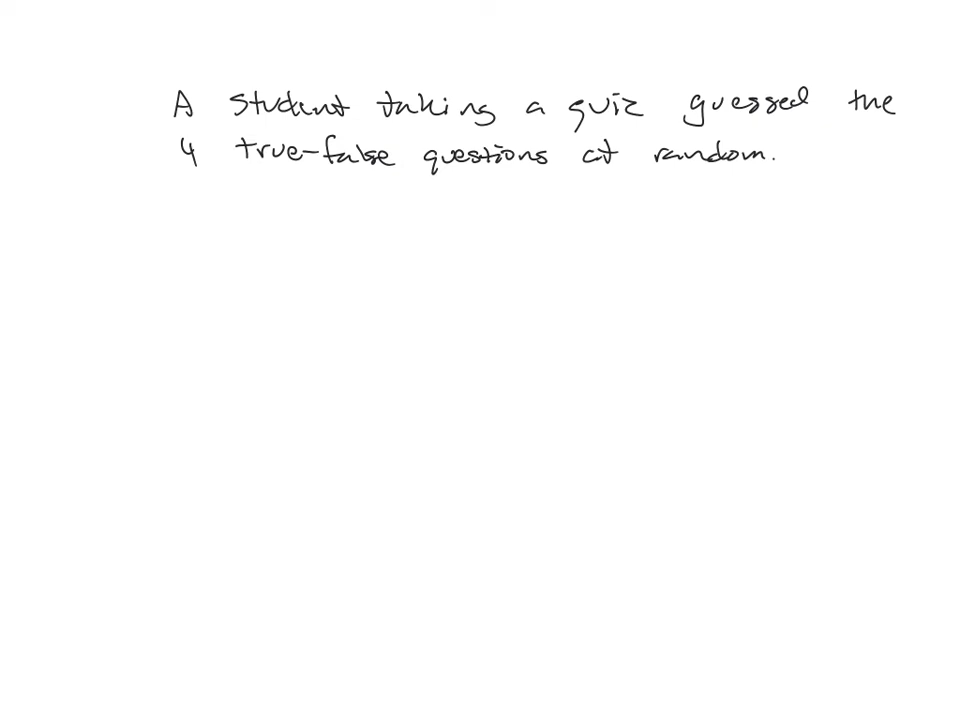 A student taking a quiz guessed the
4 true-false questions at random.